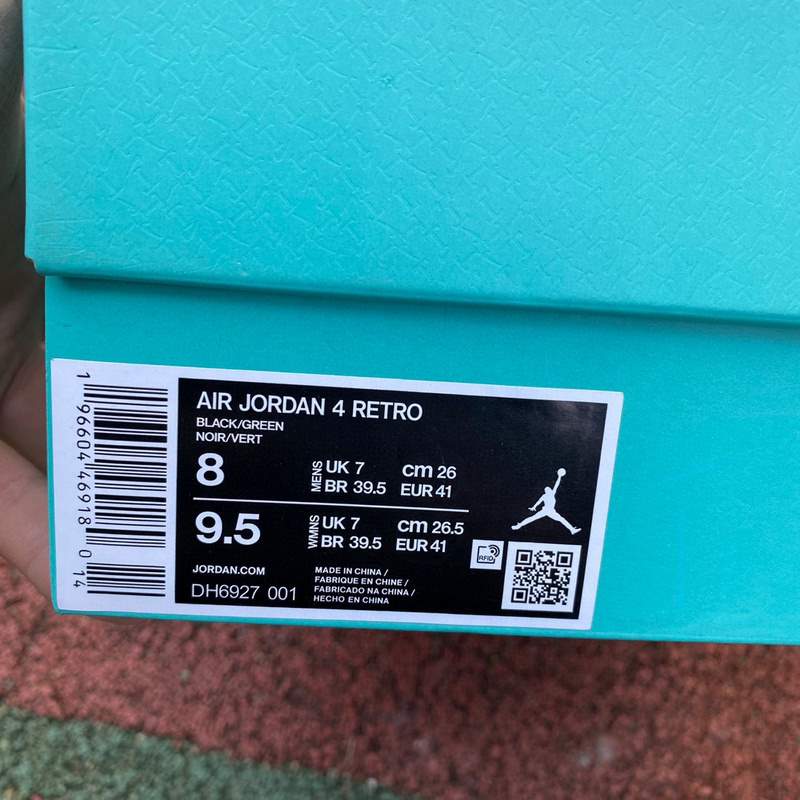 AIR JORDAN 4 RETRO
BLACK/GREEN
NOIR/VERT
8 MENS UK 7 cm 26
BR 39.5 EUR 41
9.5 WMNS UK 7 cm 26.5
BR 39.5 EUR 41
JORDAN.COM
DH6927 001
MADE IN CHINA /
FABRIQUE EN CHINE /
FABRICADO NA CHINA /
HECHO EN CHINA
RFID
1 96604 46918 0 14